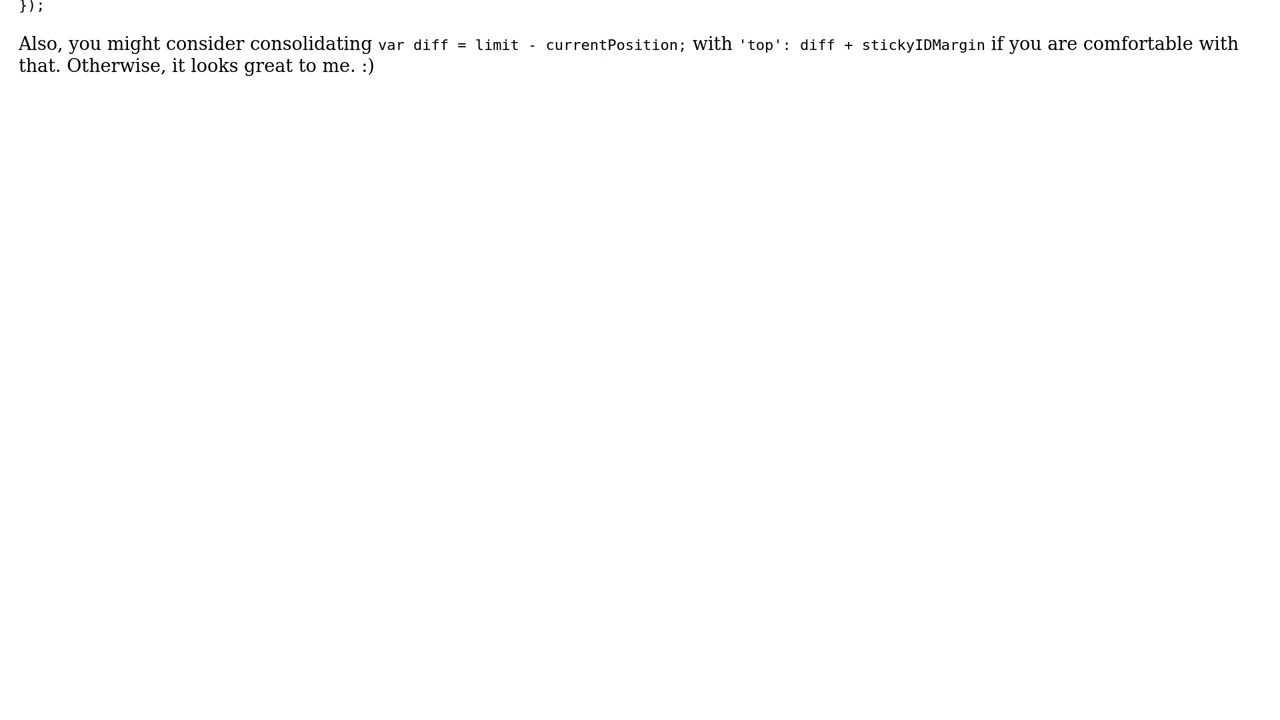 });
Also, you might consider consolidating var diff = limit - currentPosition; with 'top': diff + stickyIDMargin if you are comfortable with
that. Otherwise, it looks great to me. :)